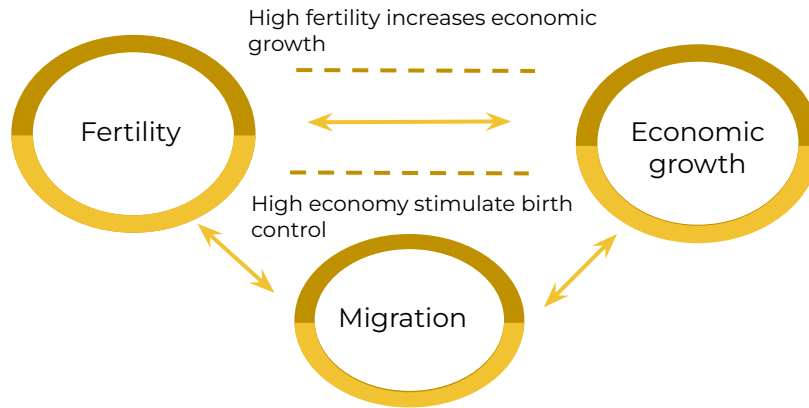 High fertility increases economic
growth
Fertility
Economic
growth
High economy stimulate birth
control
Migration